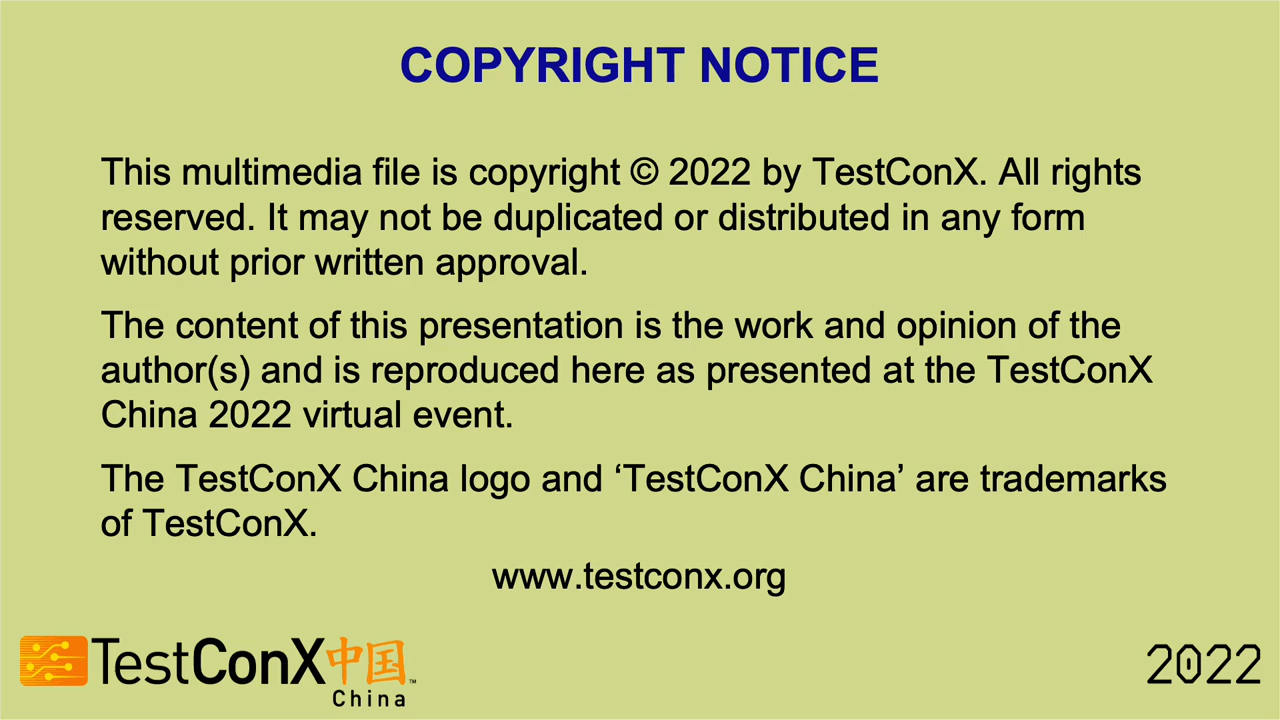 COPYRIGHT NOTICE
This multimedia file is copyright © 2022 by TestConX. All rights
reserved. It may not be duplicated or distributed in any form
without prior written approval.
The content of this presentation is the work and opinion of the
author(s) and is reproduced here as presented at the TestConX
China 2022 virtual event.
The TestConX China logo and ‘TestConX China’ are trademarks
of TestConX.
www.testconx.org
TestConX中国™
China
2022